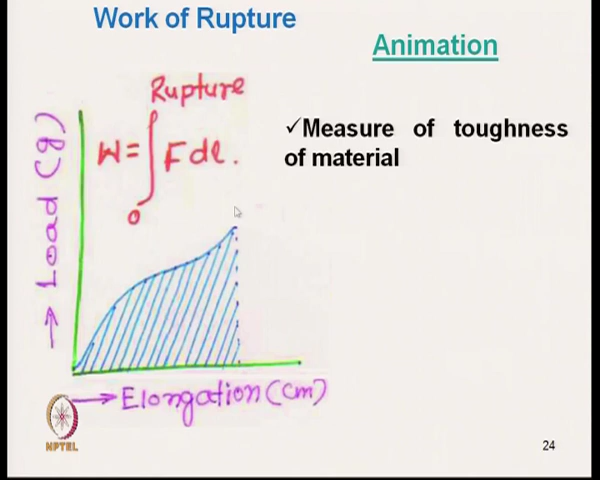 Work of Rupture
Animation
Rupture
W = ∫ F dl.
0
✓Measure of toughness
of material
→ Load (g)
→ Elongation (cm)
NPTEL
24